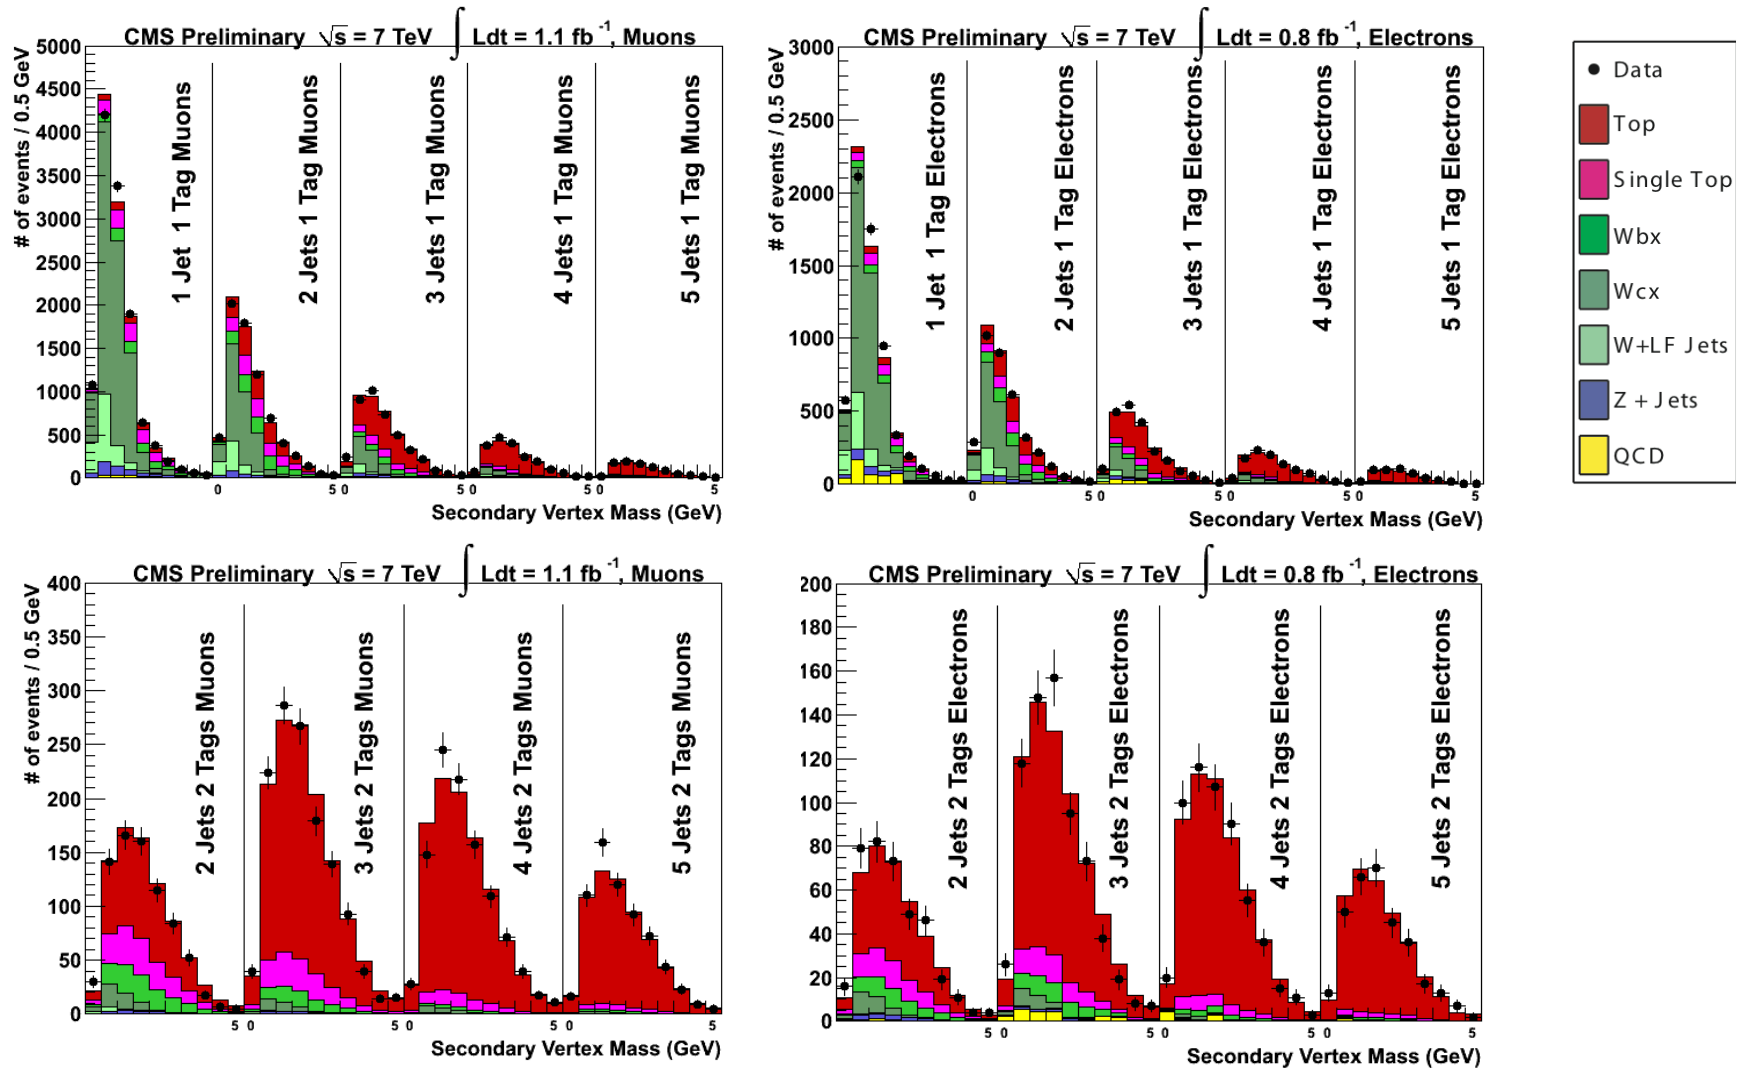 CMS Preliminary √s = 7 TeV ∫ Ldt = 1.1 fb⁻¹, Muons
# of events / 0.5 GeV
5000
4500
4000
3500
3000
2500
2000
1500
1000
500
0
1 Jet 1 Tag Muons
2 Jets 1 Tag Muons
3 Jets 1 Tag Muons
4 Jets 1 Tag Muons
5 Jets 1 Tag Muons
0 5 0 5 0 5 0 5
Secondary Vertex Mass (GeV)
CMS Preliminary √s = 7 TeV ∫ Ldt = 0.8 fb⁻¹, Electrons
# of events / 0.5 GeV
3000
2500
2000
1500
1000
500
0
1 Jet 1 Tag Electrons
2 Jets 1 Tag Electrons
3 Jets 1 Tag Electrons
4 Jets 1 Tag Electrons
5 Jets 1 Tag Electrons
0 5 0 5 0 5 0 5
Secondary Vertex Mass (GeV)
Data
Top
Single Top
Wbx
Wcx
W+LF Jets
Z + Jets
QCD
CMS Preliminary √s = 7 TeV ∫ Ldt = 1.1 fb⁻¹, Muons
# of events / 0.5 GeV
400
350
300
250
200
150
100
50
0
2 Jets 2 Tags Muons
3 Jets 2 Tags Muons
4 Jets 2 Tags Muons
5 Jets 2 Tags Muons
5 0 5 0 5 0 5
Secondary Vertex Mass (GeV)
CMS Preliminary √s = 7 TeV ∫ Ldt = 0.8 fb⁻¹, Electrons
200
180
160
140
120
100
80
60
40
20
0
2 Jets 2 Tags Electrons
3 Jets 2 Tags Electrons
4 Jets 2 Tags Electrons
5 Jets 2 Tags Electrons
5 0 5 0 5 0 5
Secondary Vertex Mass (GeV)